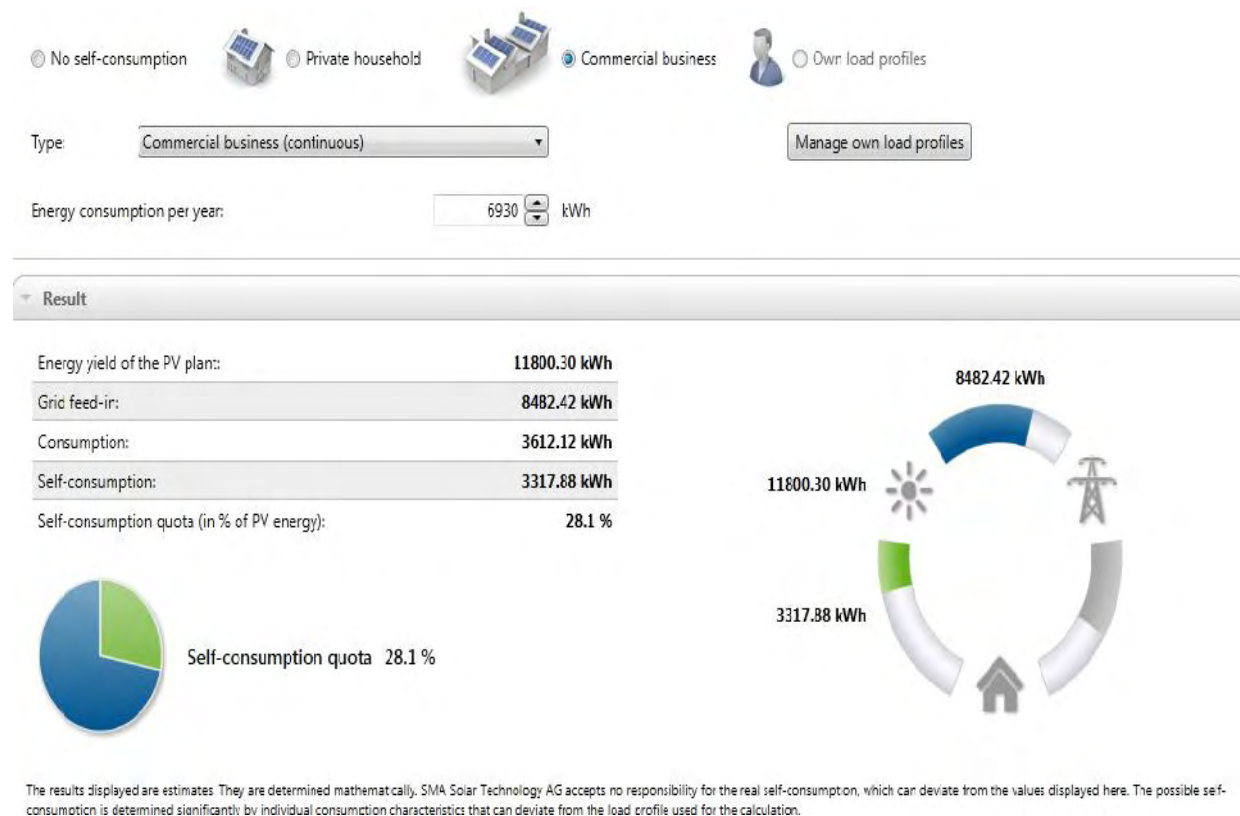 No self-consumption Private household Commercial business Own load profiles
Type: Commercial business (continuous) Manage own load profiles
Energy consumption per year: 6930 kWh
Result
Energy yield of the PV plant:: 11800.30 kWh
Grid feed-in: 8482.42 kWh
Consumption: 3612.12 kWh
Self-consumption: 3317.88 kWh
Self-consumption quota (in % of PV energy): 28.1 %
Self-consumption quota 28.1 %
8482.42 kWh
11800.30 kWh
3317.88 kWh
The results displayed are estimates They are determined mathematically. SMA Solar Technology AG accepts no responsibility for the real self-consumption, which can deviate from the values displayed here. The possible self-
consumption is determined significantly by individual consumption characteristics that can deviate from the load profile used for the calculation.